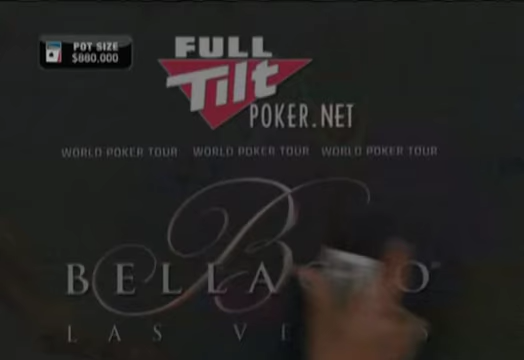 POT SIZE
$880,000
FULL
Tilt
POKER.NET
WORLD POKER TOUR WORLD POKER TOUR WORLD POKER TOUR
B
LAS